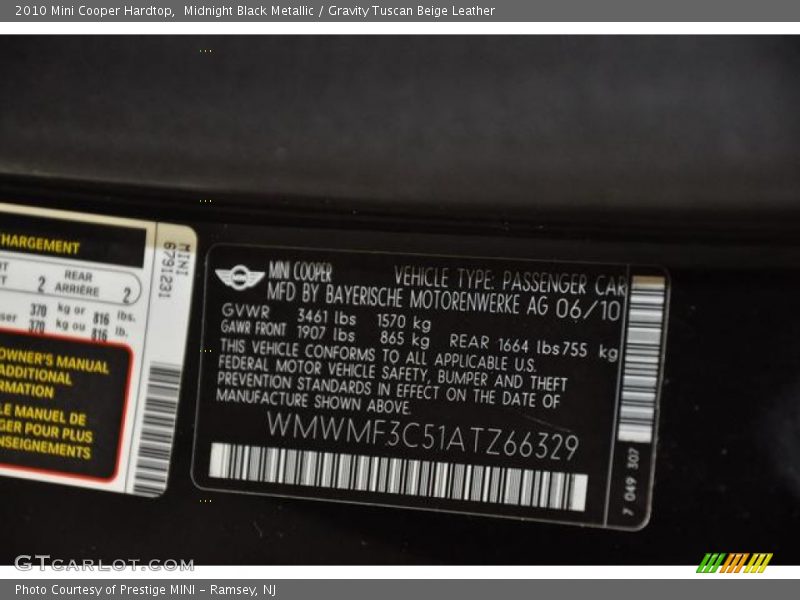 2010 Mini Cooper Hardtop,  Midnight Black Metallic / Gravity Tuscan Beige Leather
HARGEMENT
REAR
2 ARRIÈRE 2
370 kg or 816 lbs.
370 kg ou 816 lb.
OWNER'S MANUAL
ADDITIONAL
RMATION
LE MANUEL DE
GER POUR PLUS
NSEIGNEMENTS
MINI
6791231
MINI COOPER VEHICLE TYPE: PASSENGER CAR
MFD BY BAYERISCHE MOTORENWERKE AG 06/10
GVWR 3461 lbs 1570 kg
GAWR FRONT 1907 lbs 865 kg REAR 1664 lbs 755 kg
THIS VEHICLE CONFORMS TO ALL APPLICABLE U.S.
FEDERAL MOTOR VEHICLE SAFETY, BUMPER AND THEFT
PREVENTION STANDARDS IN EFFECT ON THE DATE OF
MANUFACTURE SHOWN ABOVE.
WMWMF3C51ATZ66329
7 049 307
GTCARLOT.COM
Photo Courtesy of Prestige MINI - Ramsey, NJ